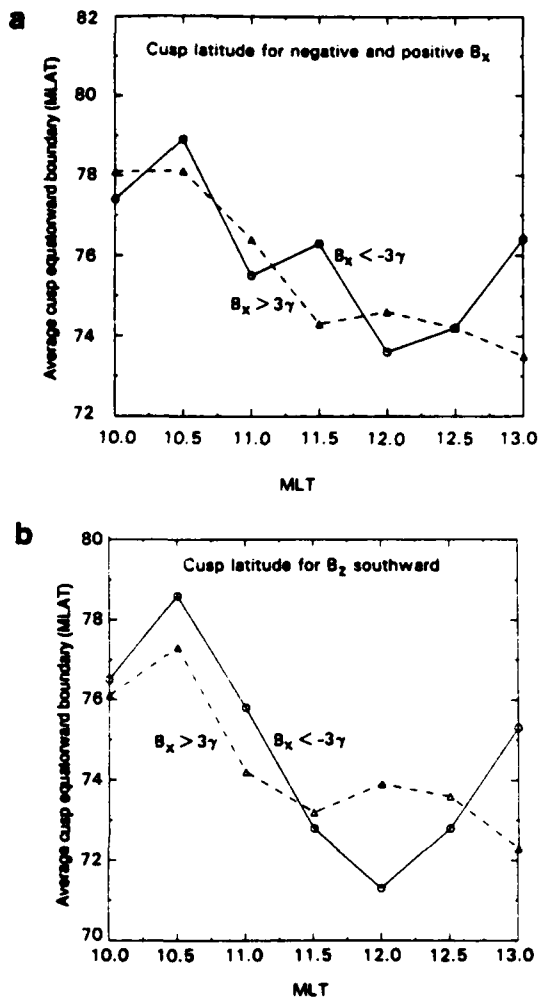 a
Cusp latitude for negative and positive Bx
Average cusp equatorward boundary (MLAT)
82
80
78
76
74
72
Bx < -3γ
Bx > 3γ
10.0 10.5 11.0 11.5 12.0 12.5 13.0
MLT
b
Cusp latitude for Bz southward
Average cusp equatorward boundary (MLAT)
80
78
76
74
72
70
Bx > 3γ Bx < -3γ
10.0 10.5 11.0 11.5 12.0 12.5 13.0
MLT